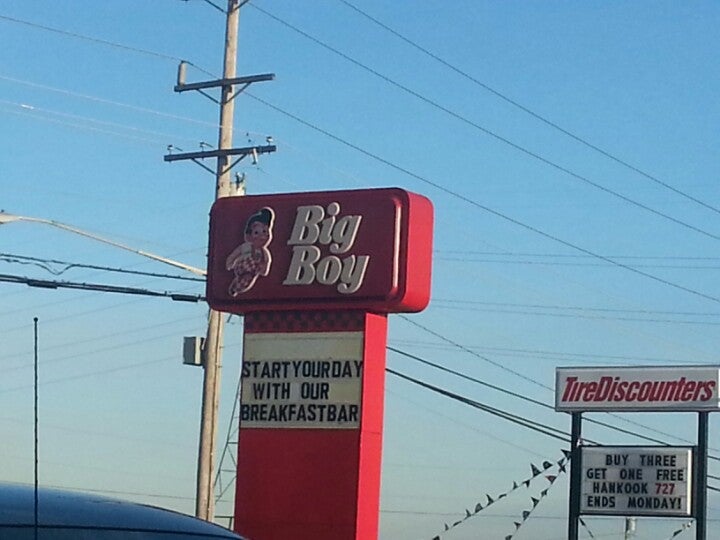 Big
Boy
STARTYOURDAY
WITH OUR
BREAKFASTBAR
TireDiscounters
BUY THREE
GET ONE FREE
HANKOOK 727
ENDS MONDAY!